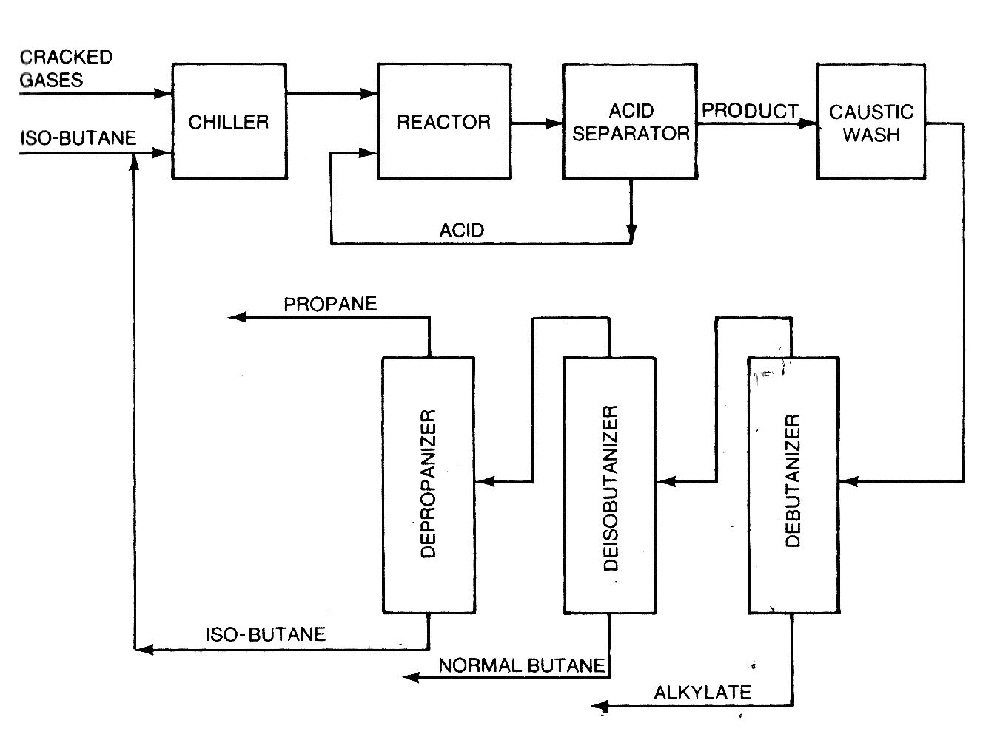 CRACKED
GASES
ISO-BUTANE
CHILLER
REACTOR
ACID
SEPARATOR
PRODUCT
CAUSTIC
WASH
ACID
PROPANE
DEPROPANIZER
DEISOBUTANIZER
DEBUTANIZER
ISO-BUTANE
NORMAL BUTANE
ALKYLATE